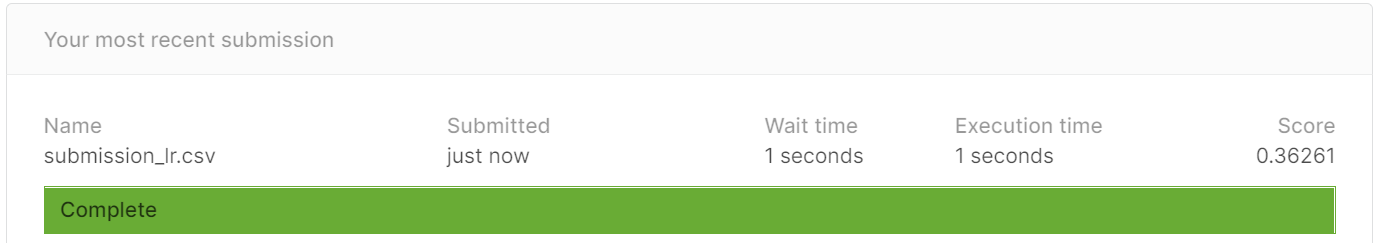 Your most recent submission
Name Submitted Wait time Execution time Score
submission_lr.csv just now 1 seconds 1 seconds 0.36261
Complete